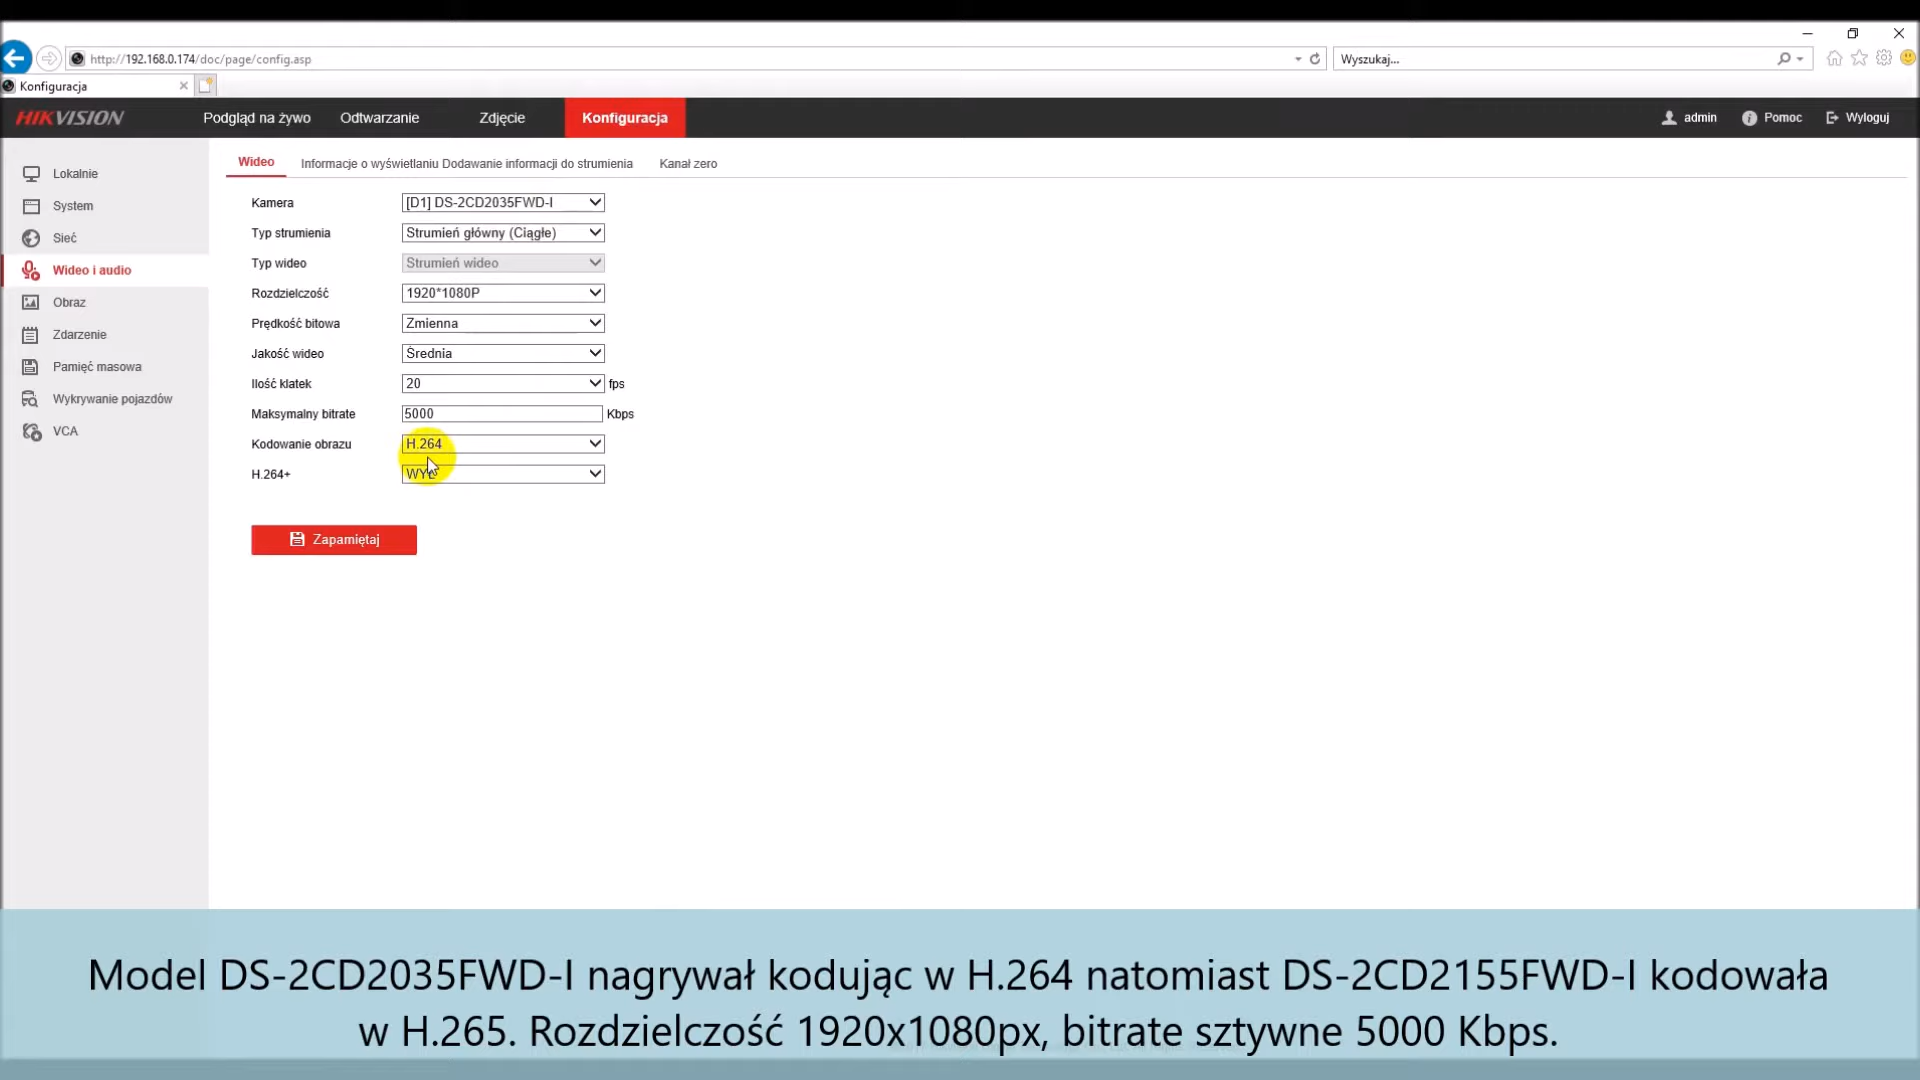 http://192.168.0.174/doc/page/config.asp
Wyszukaj...
Konfiguracja
HIKVISION
Podgląd na żywo
Odtwarzanie
Zdjęcie
Konfiguracja
admin
Pomoc
Wyloguj
Lokalnie
System
Sieć
Wideo i audio
Obraz
Zdarzenie
Pamięć masowa
Wykrywanie pojazdów
VCA
Wideo
Informacje o wyświetlaniu
Dodawanie informacji do strumienia
Kanał zero
Kamera [D1] DS-2CD2035FWD-I
Typ strumienia Strumień główny (Ciągłe)
Typ wideo Strumień wideo
Rozdzielczość 1920*1080P
Prędkość bitowa Zmienna
Jakość wideo Średnia
Ilość klatek 20 fps
Maksymalny bitrate 5000 Kbps
Kodowanie obrazu H.264
H.264+ WYŁ
Zapamiętaj
Model DS-2CD2035FWD-I nagrywał kodując w H.264 natomiast DS-2CD2155FWD-I kodowała
w H.265. Rozdzielczość 1920x1080px, bitrate sztywne 5000 Kbps.